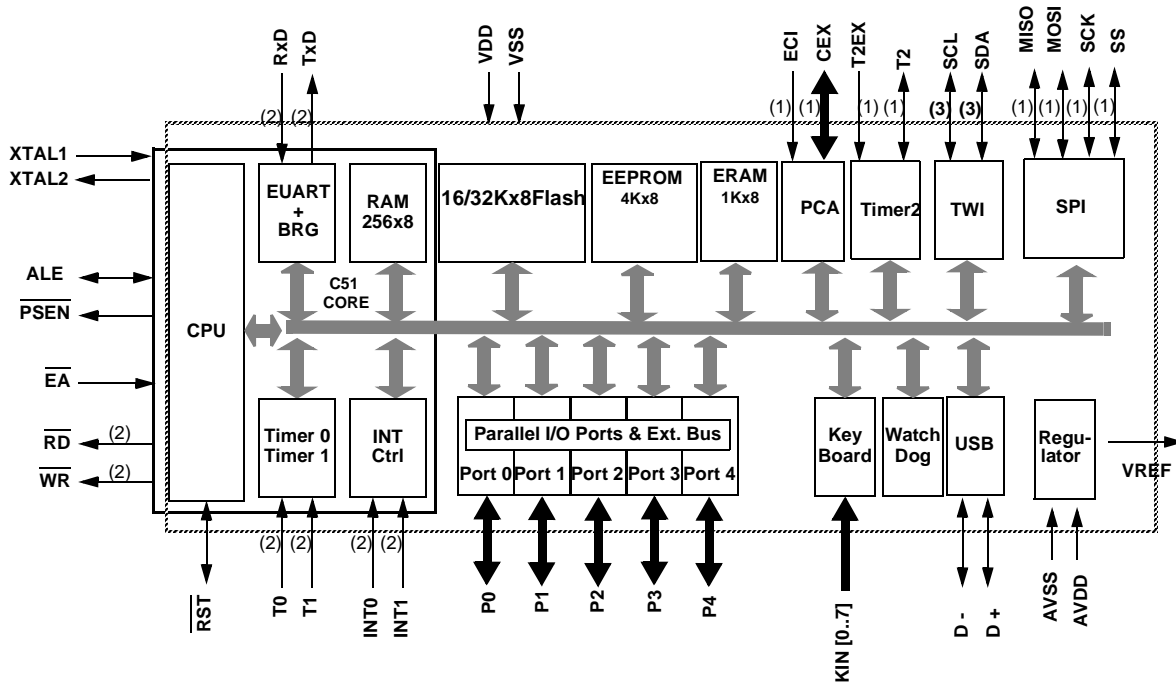 RxD
TxD
VDD
VSS
ECI
CEX
T2EX
T2
SCL
SDA
MISO
MOSI
SCK
SS
(2) (2)
(1) (1) (1) (1) (3) (3) (1) (1) (1) (1)
XTAL1
XTAL2
ALE
PSEN
EA
RD (2)
WR (2)
CPU
EUART
+
BRG
RAM
256x8
C51
CORE
16/32Kx8Flash
EEPROM
4Kx8
ERAM
1Kx8
PCA
Timer2
TWI
SPI
Timer 0
Timer 1
INT
Ctrl
Parallel I/O Ports & Ext. Bus
Port 0 Port 1 Port 2 Port 3 Port 4
Key
Board
Watch
Dog
USB
Regu-
lator
VREF
(2) (2) (2) (2)
RST
T0
T1
INT0
INT1
P0
P1
P2
P3
P4
KIN [0..7]
D -
D +
AVSS
AVDD